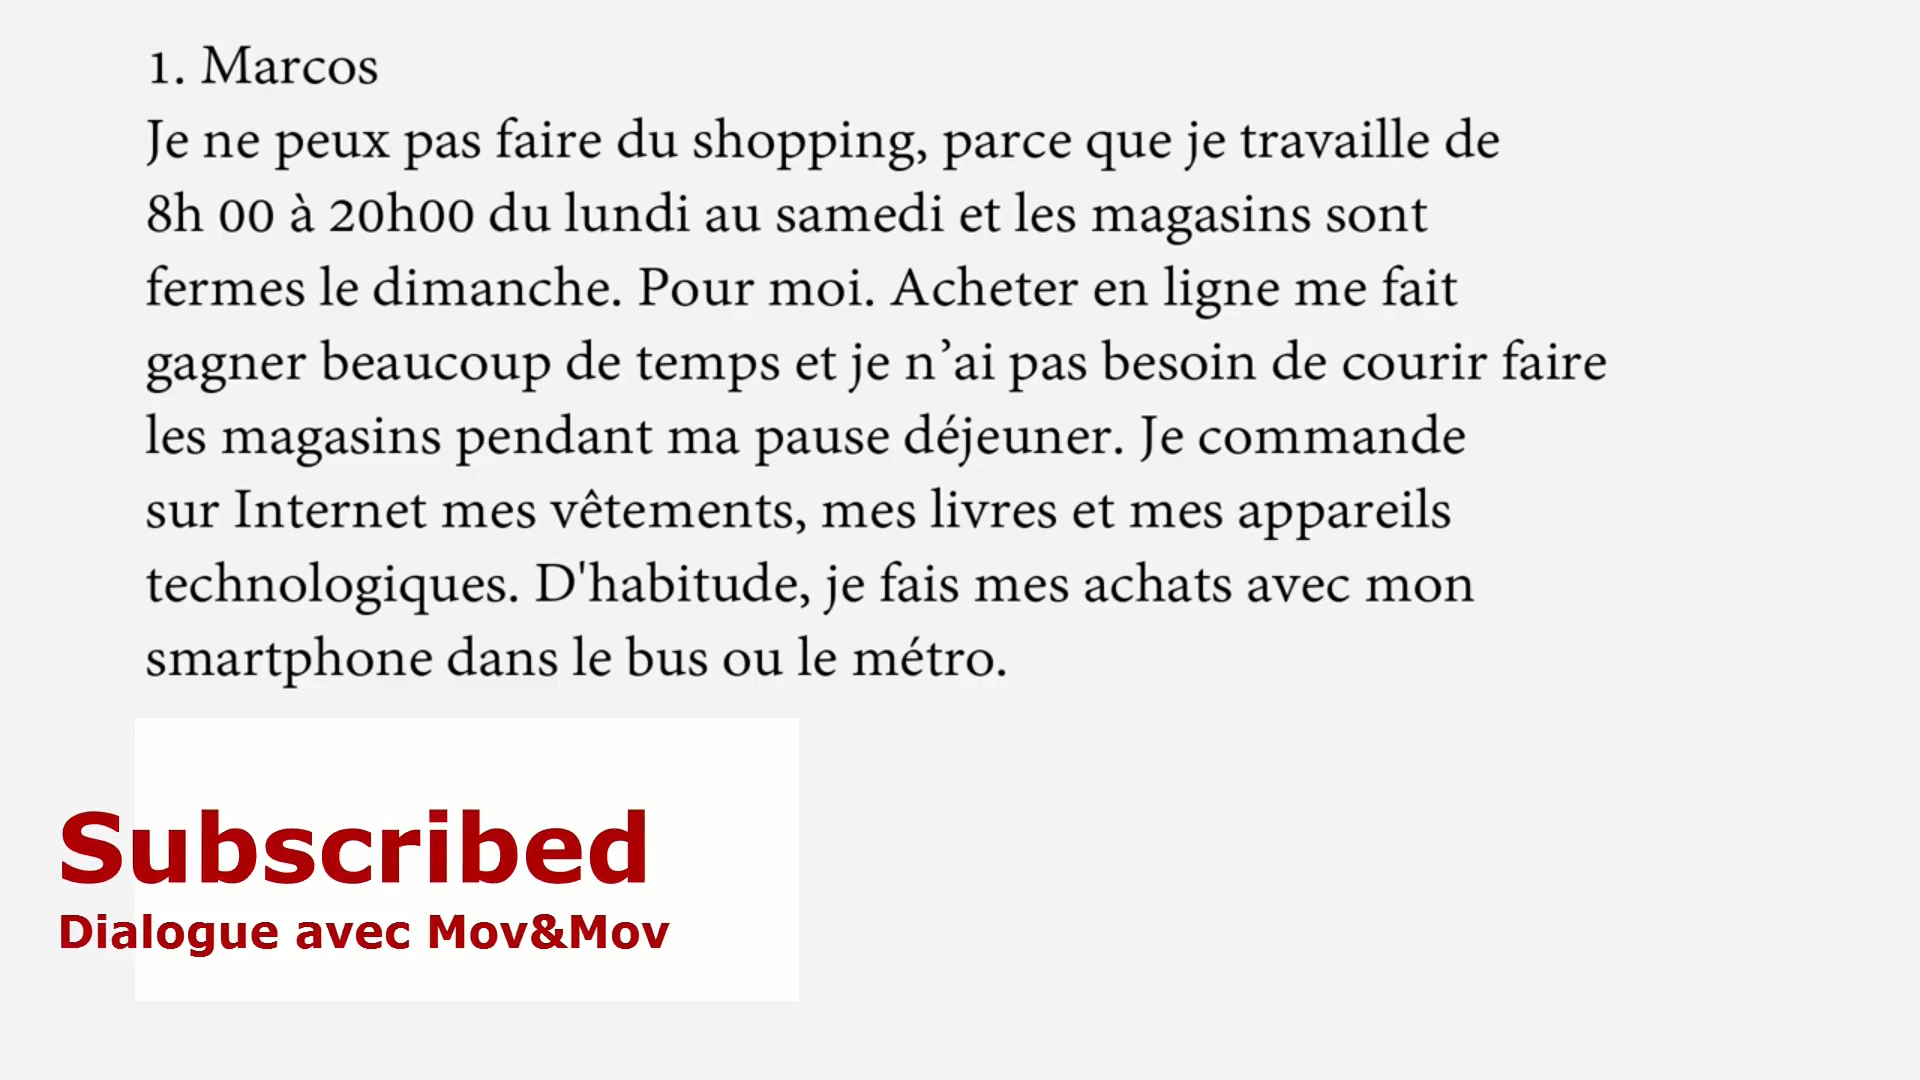 1. Marcos
Je ne peux pas faire du shopping, parce que je travaille de
8h 00 à 20h00 du lundi au samedi et les magasins sont
fermes le dimanche. Pour moi. Acheter en ligne me fait
gagner beaucoup de temps et je n’ai pas besoin de courir faire
les magasins pendant ma pause déjeuner. Je commande
sur Internet mes vêtements, mes livres et mes appareils
technologiques. D'habitude, je fais mes achats avec mon
smartphone dans le bus ou le métro.
Subscribed
Dialogue avec Mov&Mov